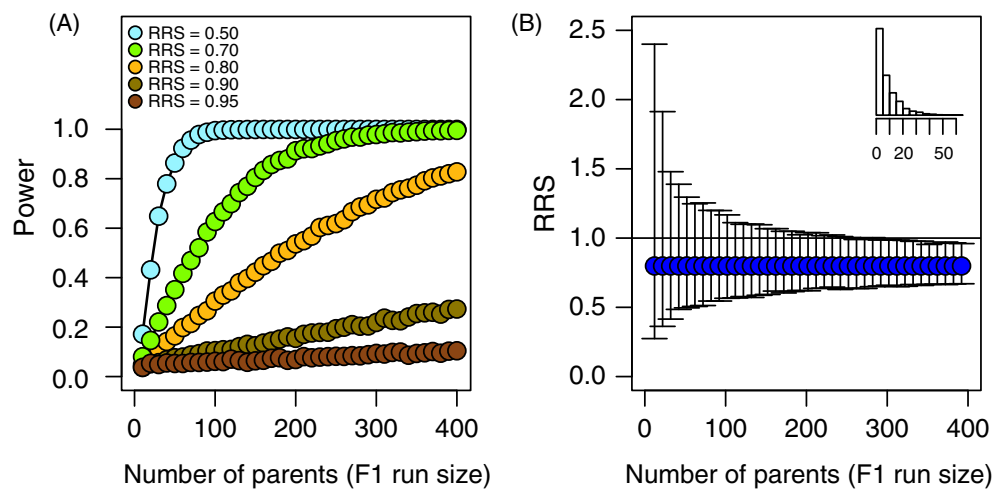 (A)
RRS = 0.50
RRS = 0.70
RRS = 0.80
RRS = 0.90
RRS = 0.95
Power
1.0
0.8
0.6
0.4
0.2
0.0
0 100 200 300 400
Number of parents (F1 run size)
(B)
RRS
2.5
2.0
1.5
1.0
0.5
0.0
0 20 50
0 100 200 300 400
Number of parents (F1 run size)